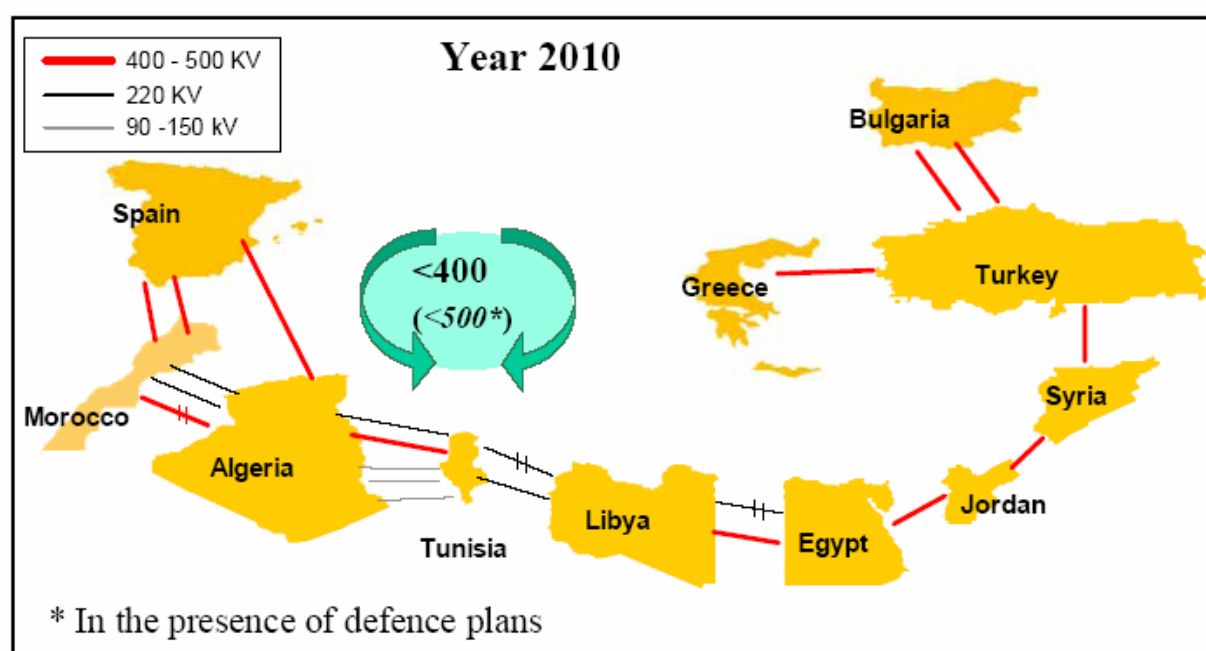 Year 2010
400 - 500 KV
220 KV
90 -150 kV
Bulgaria
Spain
<400
(<500*)
Greece
Turkey
Syria
Morocco
Algeria
Jordan
Libya
Egypt
Tunisia
* In the presence of defence plans